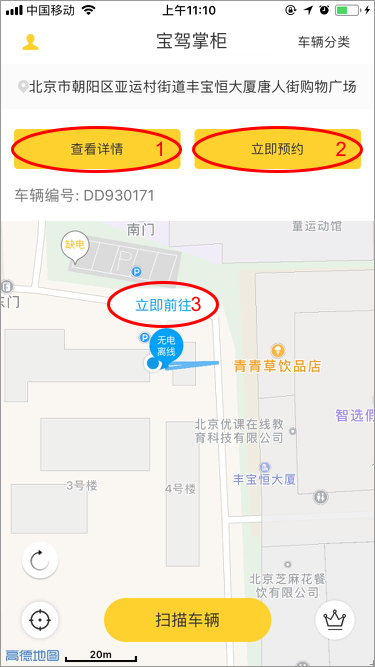 中国移动 上午11:10
宝驾掌柜
车辆分类
北京市朝阳区亚运村街道丰宝恒大厦唐人街购物广场
查看详情 1
立即预约 2
车辆编号: DD930171
南门
童运动馆
缺电
P
P
东门
立即前往3
P
无电
离线
青青草饮品店
智选假
北京优课在线教
育科技有限公司
丰宝恒大厦
3号楼
4号楼
北京芝麻花餐
饮有限公司
扫描车辆
高德地图
20m